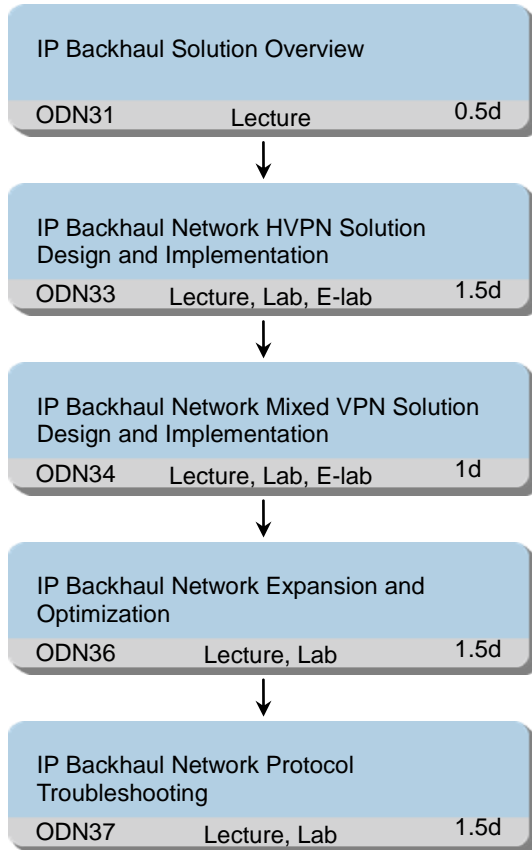 IP Backhaul Solution Overview
ODN31 Lecture 0.5d
IP Backhaul Network HVPN Solution
Design and Implementation
ODN33 Lecture, Lab, E-lab 1.5d
IP Backhaul Network Mixed VPN Solution
Design and Implementation
ODN34 Lecture, Lab, E-lab 1d
IP Backhaul Network Expansion and
Optimization
ODN36 Lecture, Lab 1.5d
IP Backhaul Network Protocol
Troubleshooting
ODN37 Lecture, Lab 1.5d